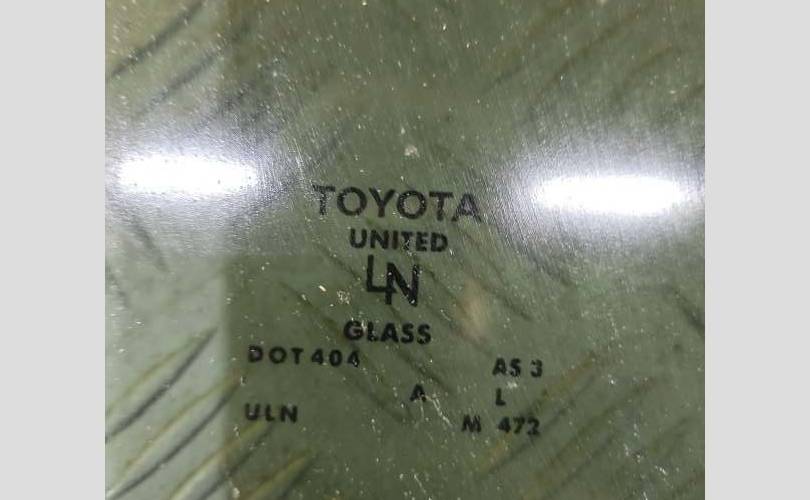 TOYOTA
UNITED
LN
GLASS
DOT 404 AS 3
A L
ULN M 472